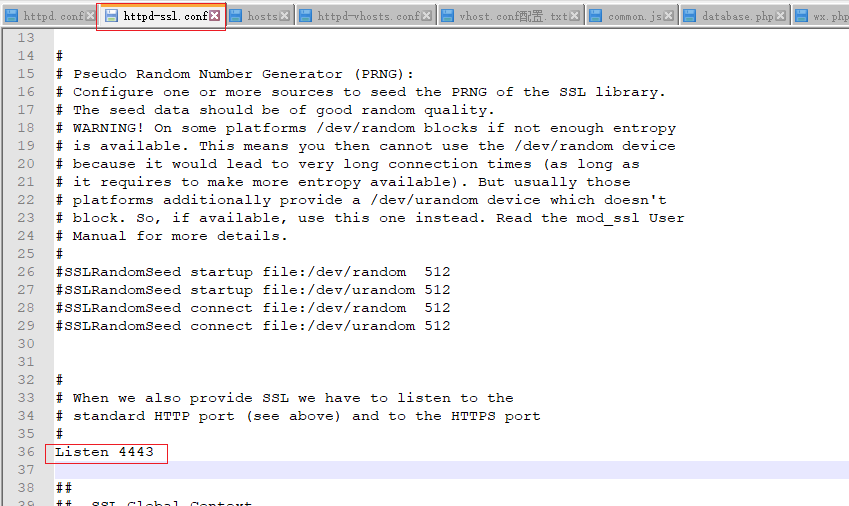 httpd.conf httpd-ssl.conf hosts httpd-vhosts.conf vhost.conf配置.txt common.js database.php wx.php
13
14 #
15 # Pseudo Random Number Generator (PRNG):
16 # Configure one or more sources to seed the PRNG of the SSL library.
17 # The seed data should be of good random quality.
18 # WARNING! On some platforms /dev/random blocks if not enough entropy
19 # is available. This means you then cannot use the /dev/random device
20 # because it would lead to very long connection times (as long as
21 # it requires to make more entropy available). But usually those
22 # platforms additionally provide a /dev/urandom device which doesn't
23 # block. So, if available, use this one instead. Read the mod_ssl User
24 # Manual for more details.
25 #
26 #SSLRandomSeed startup file:/dev/random  512
27 #SSLRandomSeed startup file:/dev/urandom 512
28 #SSLRandomSeed connect file:/dev/random  512
29 #SSLRandomSeed connect file:/dev/urandom 512
30
31
32 #
33 # When we also provide SSL we have to listen to the
34 # standard HTTP port (see above) and to the HTTPS port
35 #
36 Listen 4443
37
38 ##
39 ##  SSL Global Context